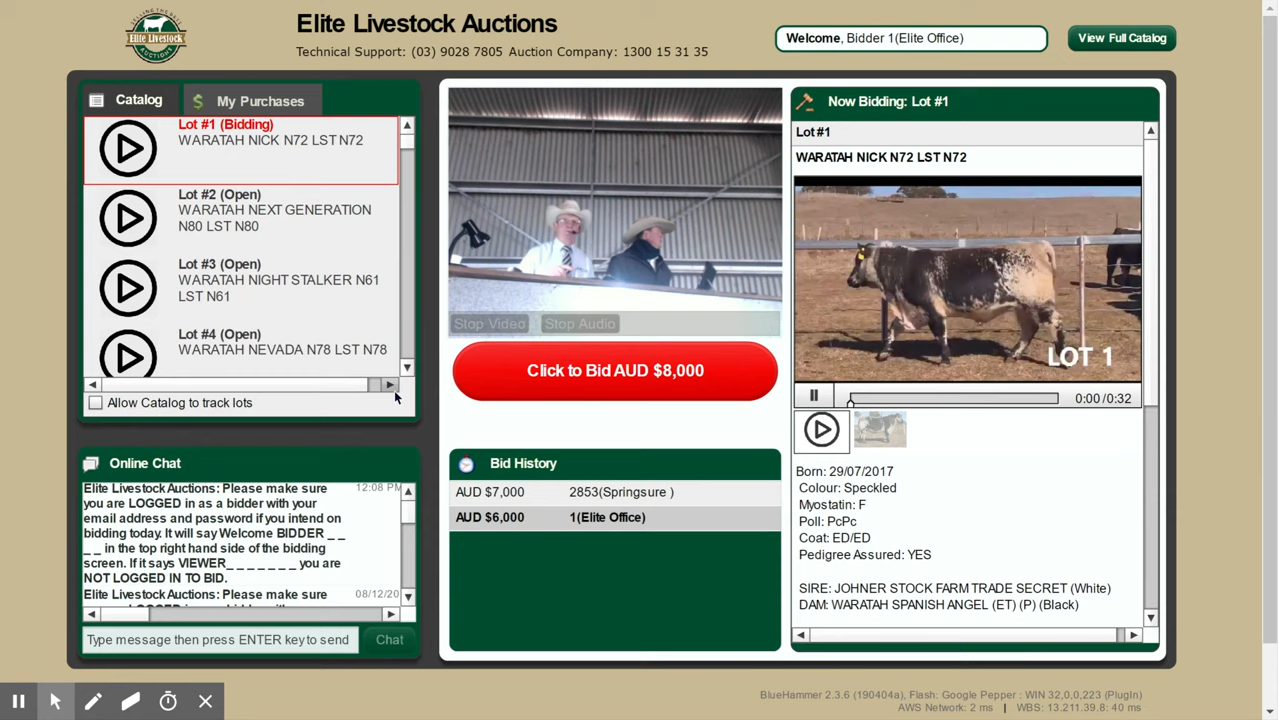 Elite Livestock
AUCTIONS
Elite Livestock Auctions
Technical Support: (03) 9028 7805 Auction Company: 1300 15 31 35
Welcome, Bidder 1(Elite Office)
View Full Catalog
Catalog
$ My Purchases
Lot #1 (Bidding)
WARATAH NICK N72 LST N72
Lot #2 (Open)
WARATAH NEXT GENERATION
N80 LST N80
Lot #3 (Open)
WARATAH NIGHT STALKER N61
LST N61
Lot #4 (Open)
WARATAH NEVADA N78 LST N78
Allow Catalog to track lots
Online Chat
Elite Livestock Auctions: Please make sure 12:08 PM
you are LOGGED in as a bidder with your
email address and password if you intend on
bidding today. It will say Welcome BIDDER _ _
_ _ in the top right hand side of the bidding
screen. If it says VIEWER_ _ _ _ _ _ _ you are
NOT LOGGED IN TO BID.
Elite Livestock Auctions: Please make sure 08/12/20
Type message then press ENTER key to send
Chat
Stop Video
Stop Audio
Click to Bid AUD $8,000
Bid History
AUD $7,000 2853(Springsure )
AUD $6,000 1(Elite Office)
Now Bidding: Lot #1
Lot #1
WARATAH NICK N72 LST N72
LOT 1
0:00 / 0:32
Born: 29/07/2017
Colour: Speckled
Myostatin: F
Poll: PcPc
Coat: ED/ED
Pedigree Assured: YES
SIRE: JOHNER STOCK FARM TRADE SECRET (White)
DAM: WARATAH SPANISH ANGEL (ET) (P) (Black)
BlueHammer 2.3.6 (190404a), Flash: Google Pepper : WIN 32,0,0,223 (PlugIn)
AWS Network: 2 ms | WBS: 13.211.39.8: 40 ms